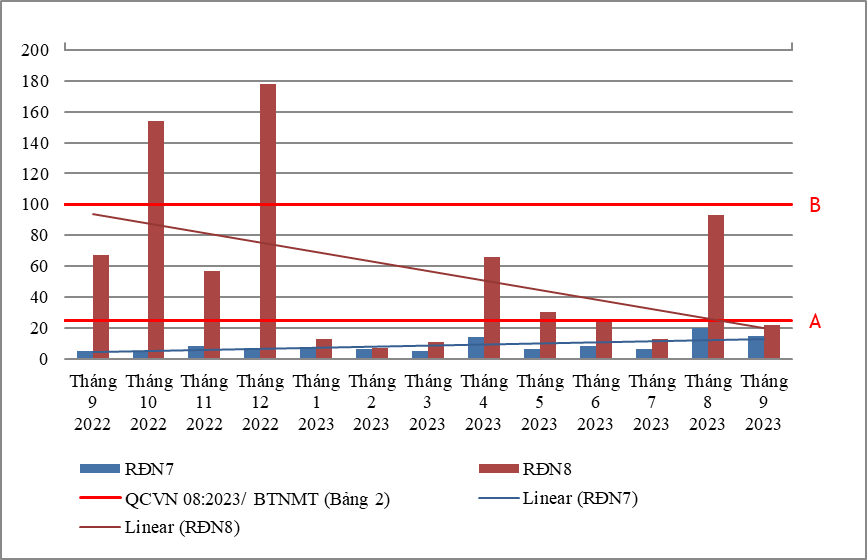 200
180
160
140
120
100
80
60
40
20
0
B
A
Tháng Tháng Tháng Tháng Tháng Tháng Tháng Tháng Tháng Tháng Tháng Tháng Tháng
9 10 11 12 1 2 3 4 5 6 7 8 9
2022 2022 2022 2022 2023 2023 2023 2023 2023 2023 2023 2023 2023
RĐN7 RĐN8
QCVN 08:2023/ BTNMT (Bảng 2) Linear (RĐN7)
Linear (RĐN8)